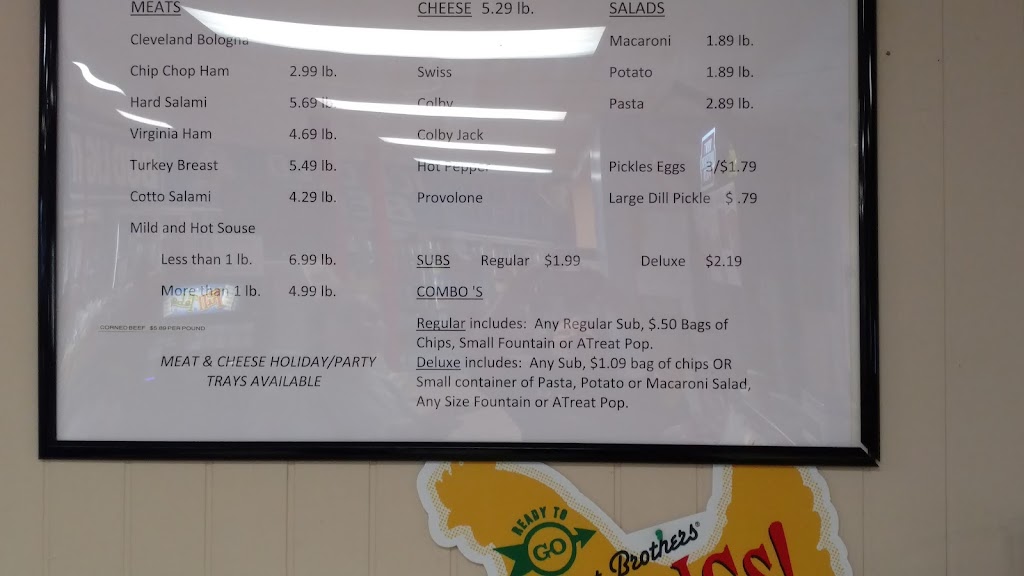 MEATS
Cleveland Bologna
Chip Chop Ham 2.99 lb.
Hard Salami 5.69 lb.
Virginia Ham 4.69 lb.
Turkey Breast 5.49 lb.
Cotto Salami 4.29 lb.
Mild and Hot Souse
Less than 1 lb. 6.99 lb.
More than 1 lb. 4.99 lb.
CORNED BEEF $5.89 PER POUND
MEAT & CHEESE HOLIDAY/PARTY
TRAYS AVAILABLE
CHEESE 5.29 lb.
Swiss
Colby
Colby Jack
Hot Pepper
Provolone
SALADS
Macaroni 1.89 lb.
Potato 1.89 lb.
Pasta 2.89 lb.
Pickles Eggs 3/$1.79
Large Dill Pickle $ .79
SUBS Regular $1.99 Deluxe $2.19
COMBO 'S
Regular includes: Any Regular Sub, $.50 Bags of
Chips, Small Fountain or ATreat Pop.
Deluxe includes: Any Sub, $1.09 bag of chips OR
Small container of Pasta, Potato or Macaroni Salad,
Any Size Fountain or ATreat Pop.
READY TO
GO
Brothers®